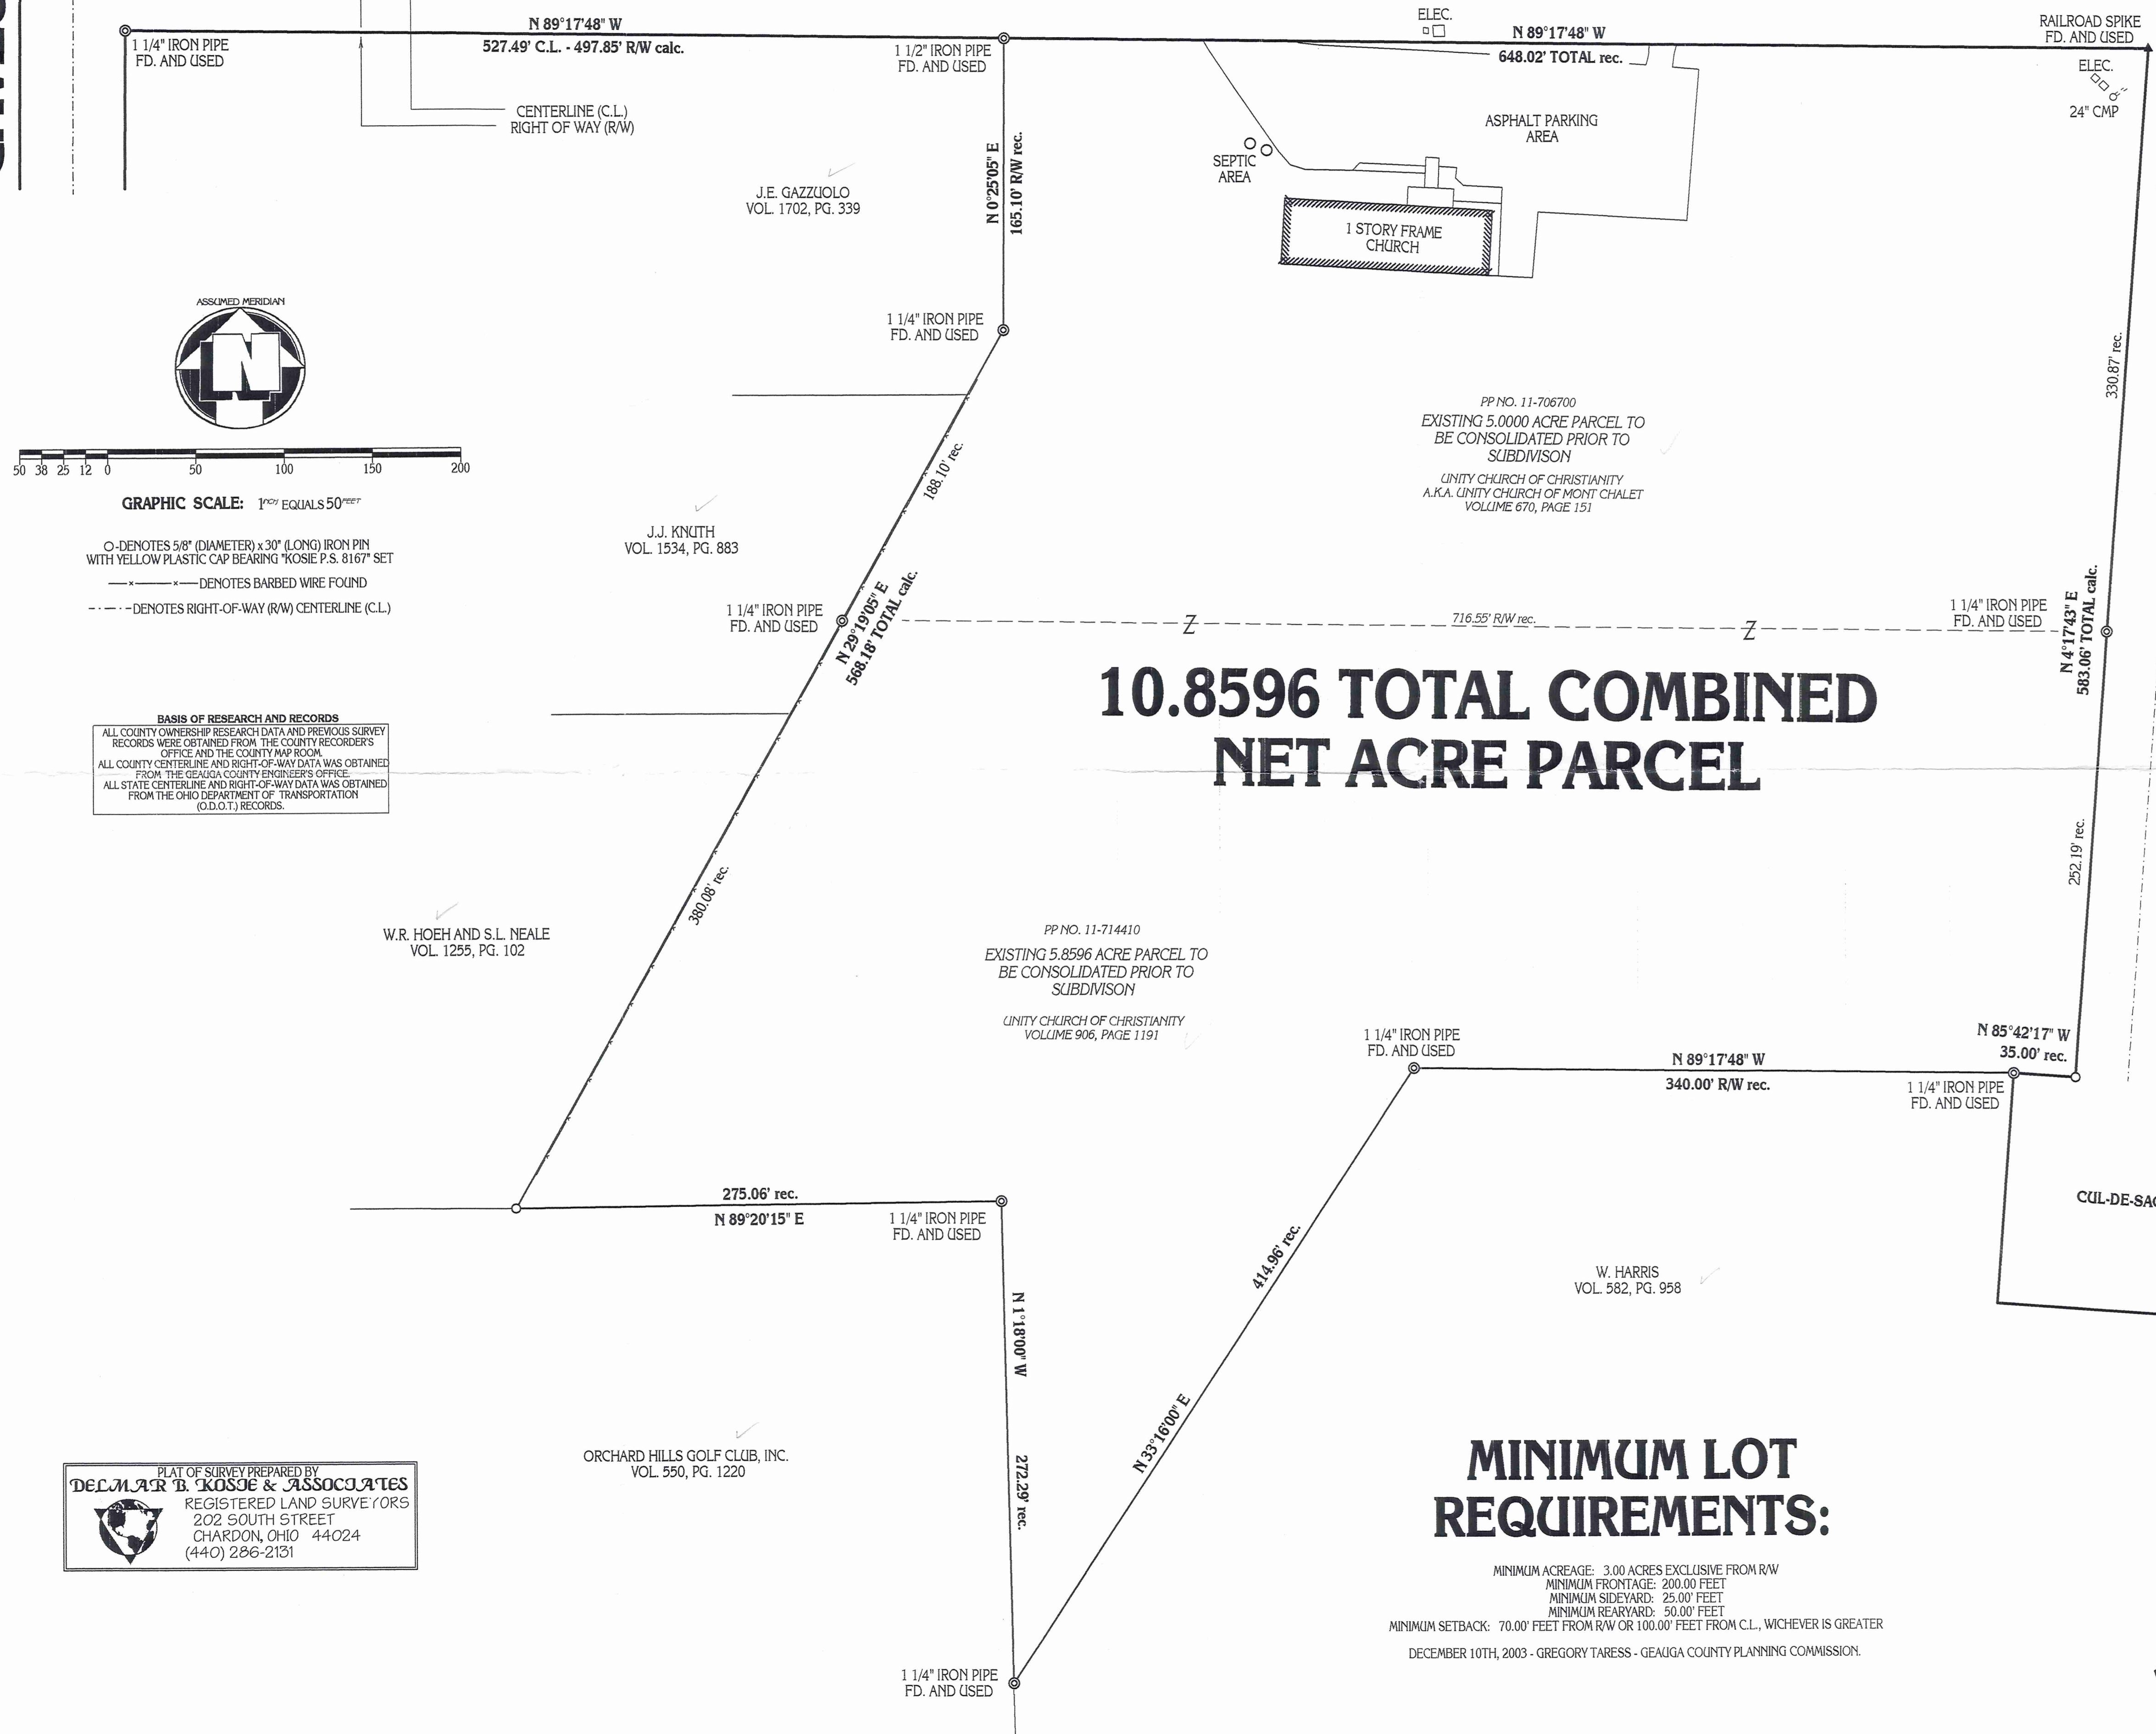 N 89°17'48" W
527.49' C.L. - 497.85' R/W calc.
1 1/4" IRON PIPE
FD. AND USED
1 1/2" IRON PIPE
FD. AND USED
ELEC.
N 89°17'48" W
648.02' TOTAL rec.
RAILROAD SPIKE
FD. AND USED
ELEC.
24" CMP
CENTERLINE (C.L.)
RIGHT OF WAY (R/W)
ASPHALT PARKING
AREA
SEPTIC
AREA
N 0°25'05" E
165.10' R/W rec.
J.E. GAZZUOLO
VOL. 1702, PG. 339
1 STORY FRAME
CHURCH
ASSUMED MERIDIAN
LN
1 1/4" IRON PIPE
FD. AND USED
330.87' rec.
PP NO. 11-706700
EXISTING 5.0000 ACRE PARCEL TO
BE CONSOLIDATED PRIOR TO
SUBDIVISON
UNITY CHURCH OF CHRISTIANITY
A.K.A. UNITY CHURCH OF MONT CHALET
VOLUME 670, PAGE 151
188.10' rec.
50 38 25 12 0 50 100 150 200
GRAPHIC SCALE: 1INCH EQUALS 50FEET
O-DENOTES 5/8" (DIAMETER) x 30" (LONG) IRON PIN
WITH YELLOW PLASTIC CAP BEARING "KOSIE P.S. 8167" SET
DENOTES BARBED WIRE FOUND
DENOTES RIGHT-OF-WAY (R/W) CENTERLINE (C.L.)
J.J. KNUTH
VOL. 1534, PG. 883
1 1/4" IRON PIPE
FD. AND USED
N 29°19'05" E
568.18' TOTAL calc.
Z
716.55' R/W rec.
Z
1 1/4" IRON PIPE
FD. AND USED
N 4°17'43" E
583.06' TOTAL calc.
10.8596 TOTAL COMBINED
NET ACRE PARCEL
BASIS OF RESEARCH AND RECORDS
ALL COUNTY OWNERSHIP RESEARCH DATA AND PREVIOUS SURVEY
RECORDS WERE OBTAINED FROM THE COUNTY RECORDER'S
OFFICE AND THE COUNTY MAP ROOM.
ALL COUNTY CENTERLINE AND RIGHT-OF-WAY DATA WAS OBTAINED
FROM THE GEAUGA COUNTY ENGINEER'S OFFICE.
ALL STATE CENTERLINE AND RIGHT-OF-WAY DATA WAS OBTAINED
FROM THE OHIO DEPARTMENT OF TRANSPORTATION
(O.D.O.T.) RECORDS.
252.19' rec.
380.08' rec.
W.R. HOEH AND S.L. NEALE
VOL. 1255, PG. 102
PP NO. 11-714410
EXISTING 5.8596 ACRE PARCEL TO
BE CONSOLIDATED PRIOR TO
SUBDIVISON
UNITY CHURCH OF CHRISTIANITY
VOLUME 906, PAGE 1191
1 1/4" IRON PIPE
FD. AND USED
N 89°17'48" W
340.00' R/W rec.
N 85°42'17" W
35.00' rec.
1 1/4" IRON PIPE
FD. AND USED
CUL-DE-SAC
275.06' rec.
N 89°20'15" E
1 1/4" IRON PIPE
FD. AND USED
N 1°18'00" W
272.29' rec.
414.96' rec.
N 33°16'00" E
W. HARRIS
VOL. 582, PG. 958
ORCHARD HILLS GOLF CLUB, INC.
VOL. 550, PG. 1220
PLAT OF SURVEY PREPARED BY
DELMAR B. KOSIE & ASSOCIATES
REGISTERED LAND SURVEYORS
202 SOUTH STREET
CHARDON, OHIO 44024
(440) 286-2131
1 1/4" IRON PIPE
FD. AND USED
MINIMUM LOT
REQUIREMENTS:
MINIMUM ACREAGE: 3.00 ACRES EXCLUSIVE FROM R/W
MINIMUM FRONTAGE: 200.00 FEET
MINIMUM SIDEYARD: 25.00' FEET
MINIMUM REARYARD: 50.00' FEET
MINIMUM SETBACK: 70.00' FEET FROM R/W OR 100.00' FEET FROM C.L., WICHEVER IS GREATER
DECEMBER 10TH, 2003 - GREGORY TARESS - GEAUGA COUNTY PLANNING COMMISSION.